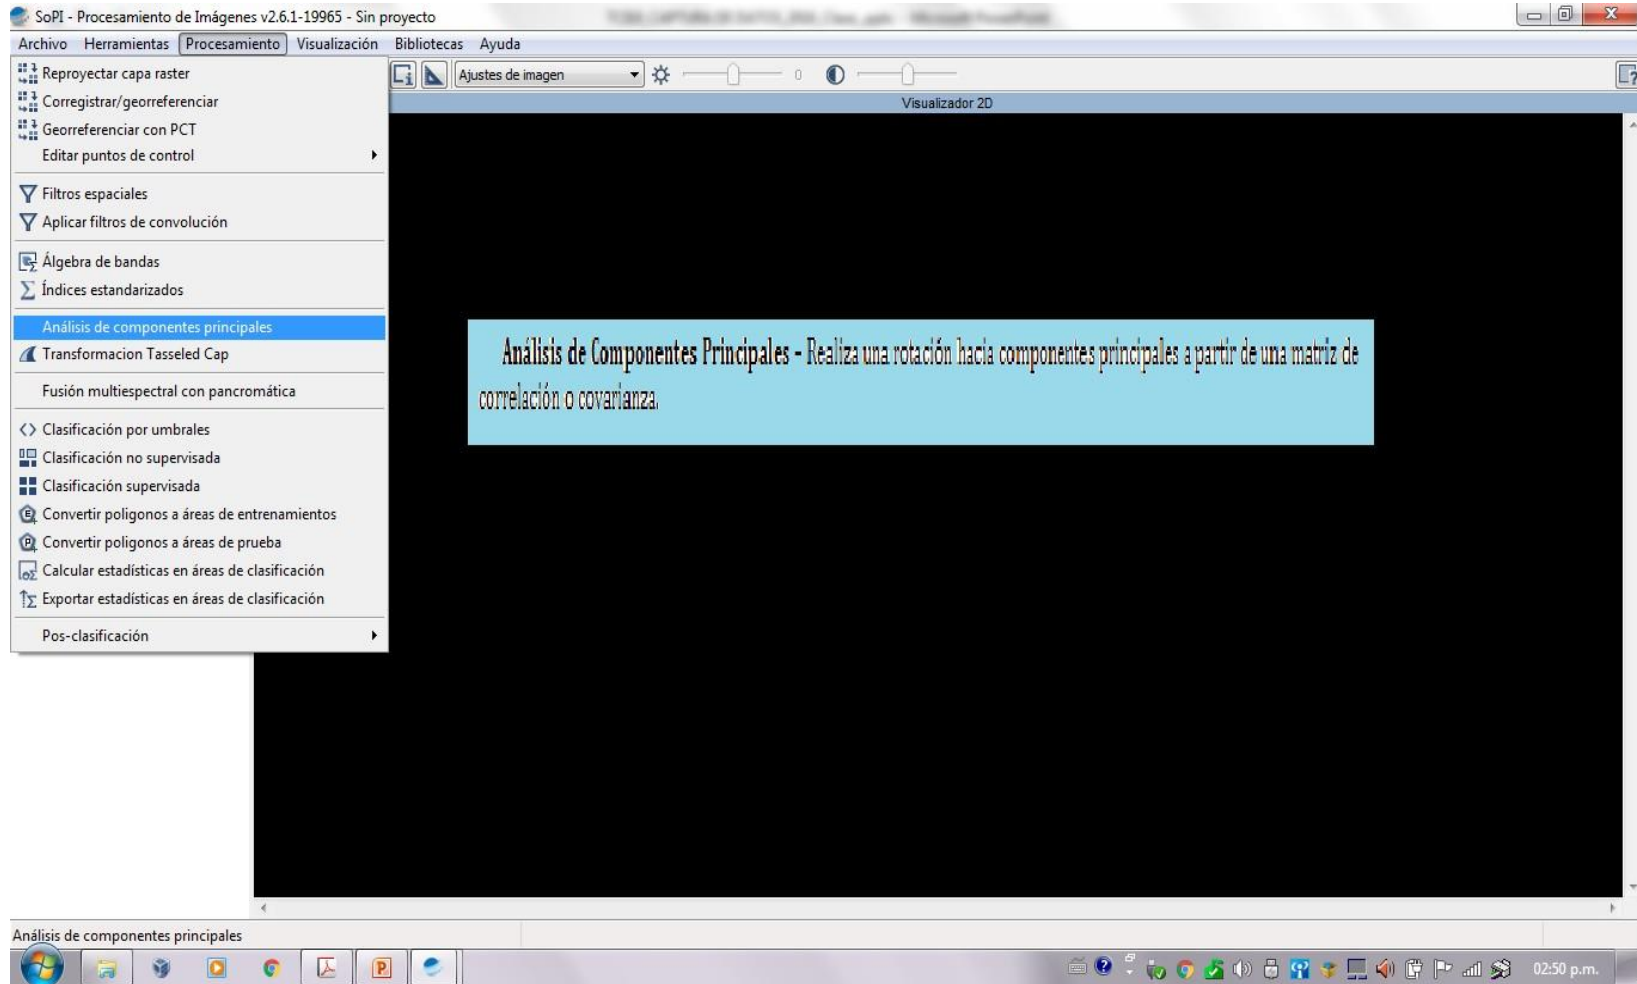 SoPI - Procesamiento de Imágenes v2.6.1-19965 - Sin proyecto
Archivo Herramientas Procesamiento Visualización Bibliotecas Ayuda
Ajustes de imagen 0
Visualizador 2D
Reproyectar capa raster
Corregistrar/georreferenciar
Georreferenciar con PCT
Editar puntos de control
Filtros espaciales
Aplicar filtros de convolución
Álgebra de bandas
Índices estandarizados
Análisis de componentes principales
Transformacion Tasseled Cap
Fusión multiespectral con pancromática
Clasificación por umbrales
Clasificación no supervisada
Clasificación supervisada
Convertir poligonos a áreas de entrenamientos
Convertir poligonos a áreas de prueba
Calcular estadísticas en áreas de clasificación
Exportar estadísticas en áreas de clasificación
Pos-clasificación
Análisis de Componentes Principales - Realiza una rotación hacia componentes principales a partir de una matriz de
correlación o covarianza.
Análisis de componentes principales
02:50 p.m.